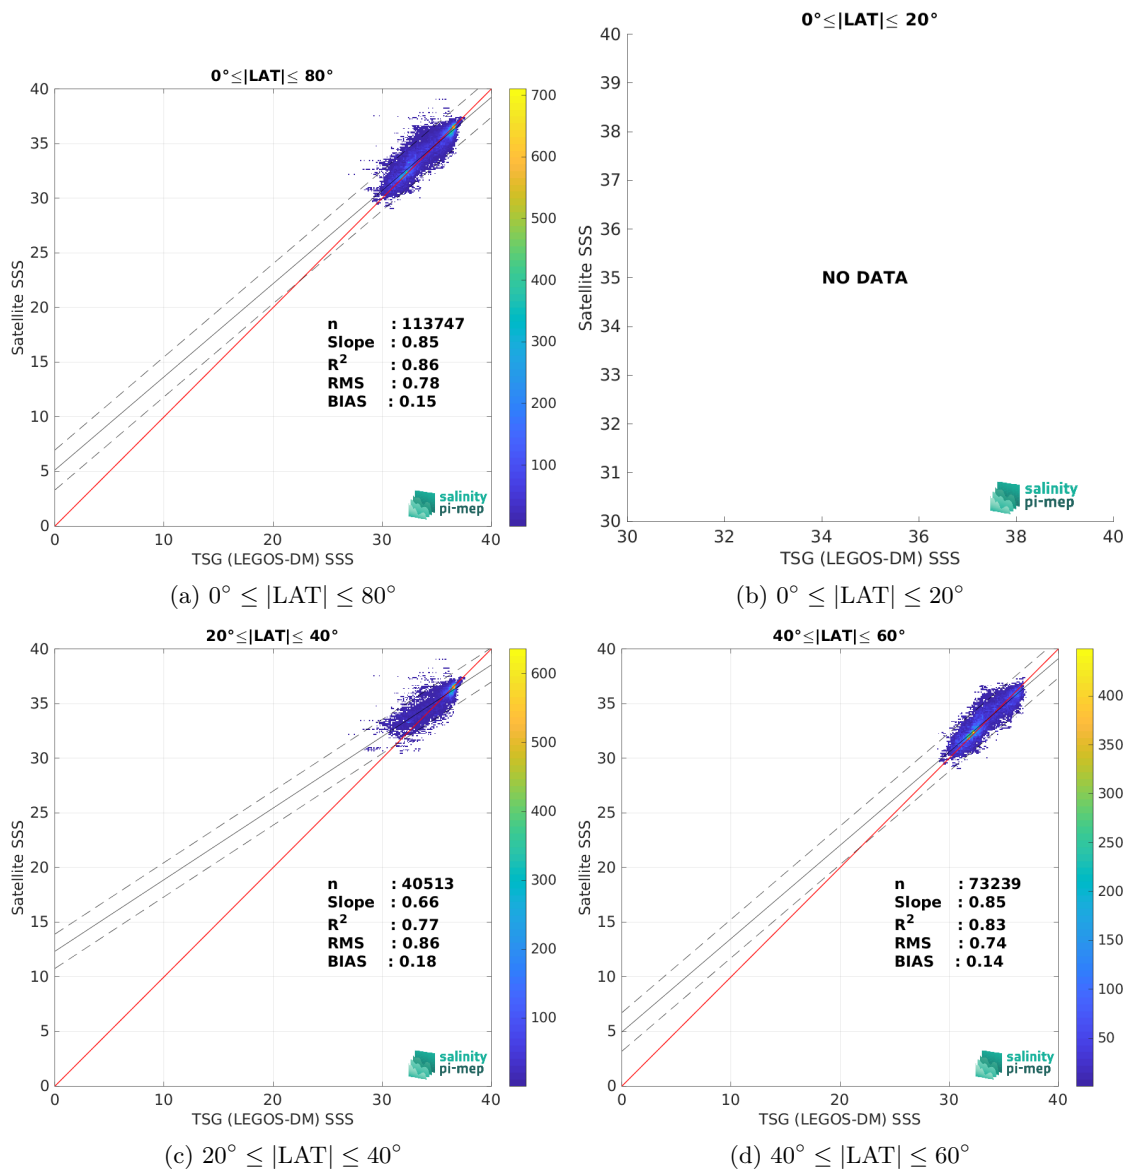 0°≤|LAT|≤ 80°
40
35
30
25
20
15
10
5
0
Satellite SSS
n : 113747
Slope : 0.85
R² : 0.86
RMS : 0.78
BIAS : 0.15
salinity
pi-mep
0 10 20 30 40
TSG (LEGOS-DM) SSS
700
600
500
400
300
200
100
(a) 0° ≤ |LAT| ≤ 80°
0°≤|LAT|≤ 20°
40
39
38
37
36
35
34
33
32
31
30
Satellite SSS
NO DATA
salinity
pi-mep
30 32 34 36 38 40
TSG (LEGOS-DM) SSS
(b) 0° ≤ |LAT| ≤ 20°
20°≤|LAT|≤ 40°
40
35
30
25
20
15
10
5
0
Satellite SSS
n : 40513
Slope : 0.66
R² : 0.77
RMS : 0.86
BIAS : 0.18
salinity
pi-mep
0 10 20 30 40
TSG (LEGOS-DM) SSS
600
500
400
300
200
100
(c) 20° ≤ |LAT| ≤ 40°
40°≤|LAT|≤ 60°
40
35
30
25
20
15
10
5
0
Satellite SSS
n : 73239
Slope : 0.85
R² : 0.83
RMS : 0.74
BIAS : 0.14
salinity
pi-mep
0 10 20 30 40
TSG (LEGOS-DM) SSS
400
350
300
250
200
150
100
50
(d) 40° ≤ |LAT| ≤ 60°